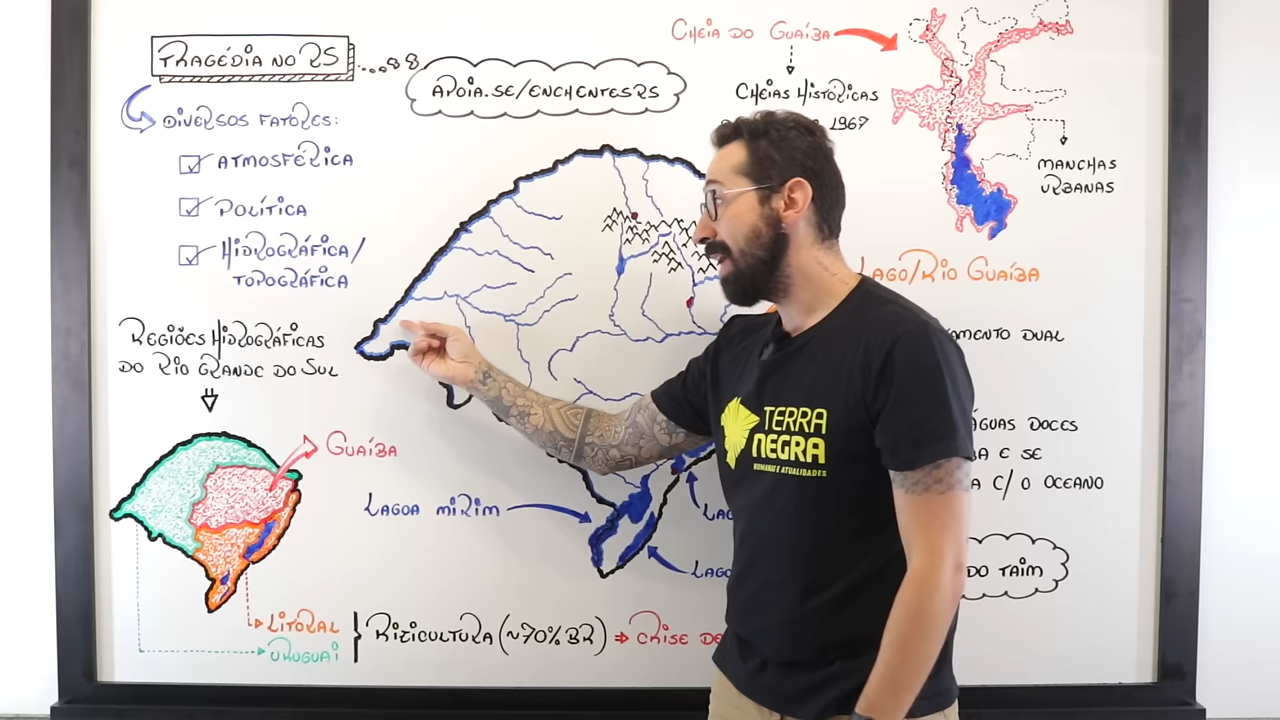 TRAGÉDIA NO RS
APOIA.SE/ENCHENTESRS
DIVERSOS FATORES:
ATMOSFÉRICA
POLÍTICA
HIDROGRÁFICA/
TOPOGRÁFICA
REGIÕES HIDROGRÁFICAS
DO RIO GRANDE DO SUL
GUAÍBA
LITORAL
URUGUAI
RIZICULTURA (~70% BR) ⇒ CRISE DE
LAGOA MIRIM
CHEIA DO GUAÍBA
CHEIAS HISTÓRICAS
1967
MANCHAS
URBANAS
LAGO/RIO GUAÍBA
DUAL
ÁGUAS DOCES
E SE
C/ O OCEANO
DO TAIM
TERRA
NEGRA
HUMANAS E ATUALIDADES